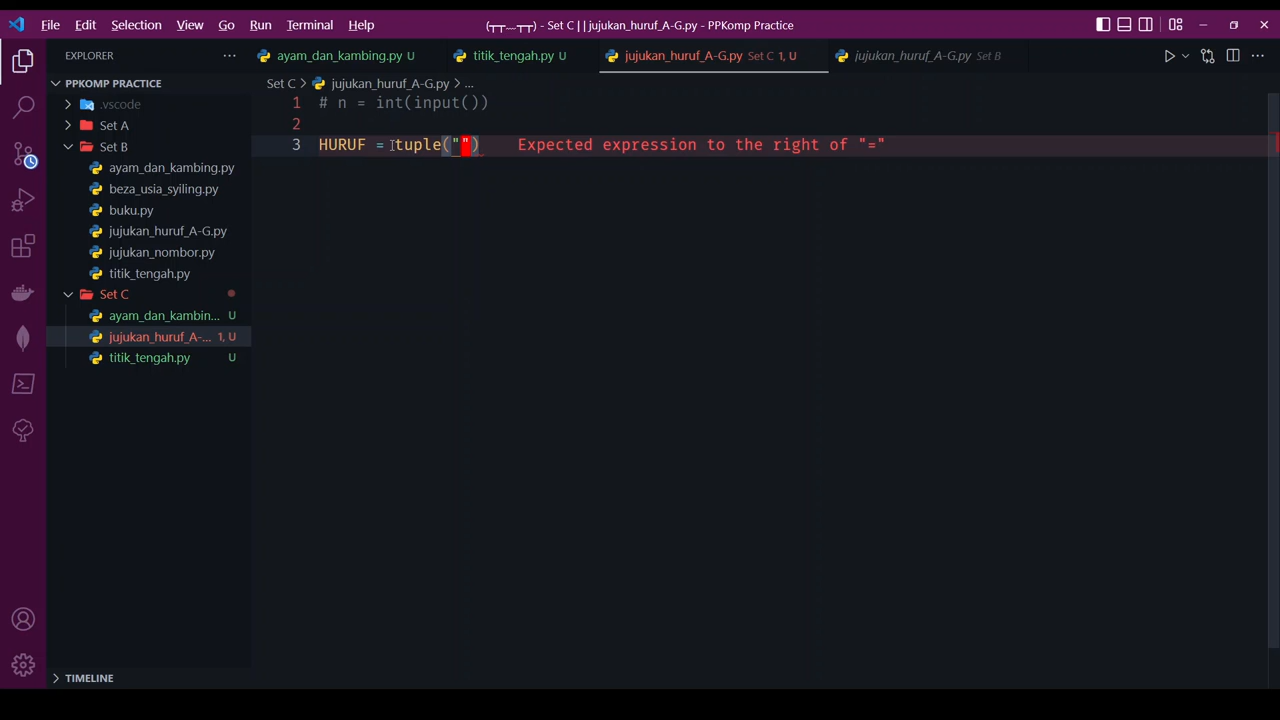 File Edit Selection View Go Run Terminal Help (┬┬﹏┬┬) - Set C | | jujukan_huruf_A-G.py - PPKomp Practice
EXPLORER ···
ayam_dan_kambing.py U titik_tengah.py U jujukan_huruf_A-G.py Set C 1, U jujukan_huruf_A-G.py Set B
PPKOMP PRACTICE
Set C > jujukan_huruf_A-G.py > ...
.vscode
Set A
Set B
ayam_dan_kambing.py
beza_usia_syiling.py
buku.py
jujukan_huruf_A-G.py
jujukan_nombor.py
titik_tengah.py
Set C
ayam_dan_kambin... U
jujukan_huruf_A-... 1, U
titik_tengah.py U
1 # n = int(input())
2
3 HURUF = tuple("") Expected expression to the right of "="
TIMELINE